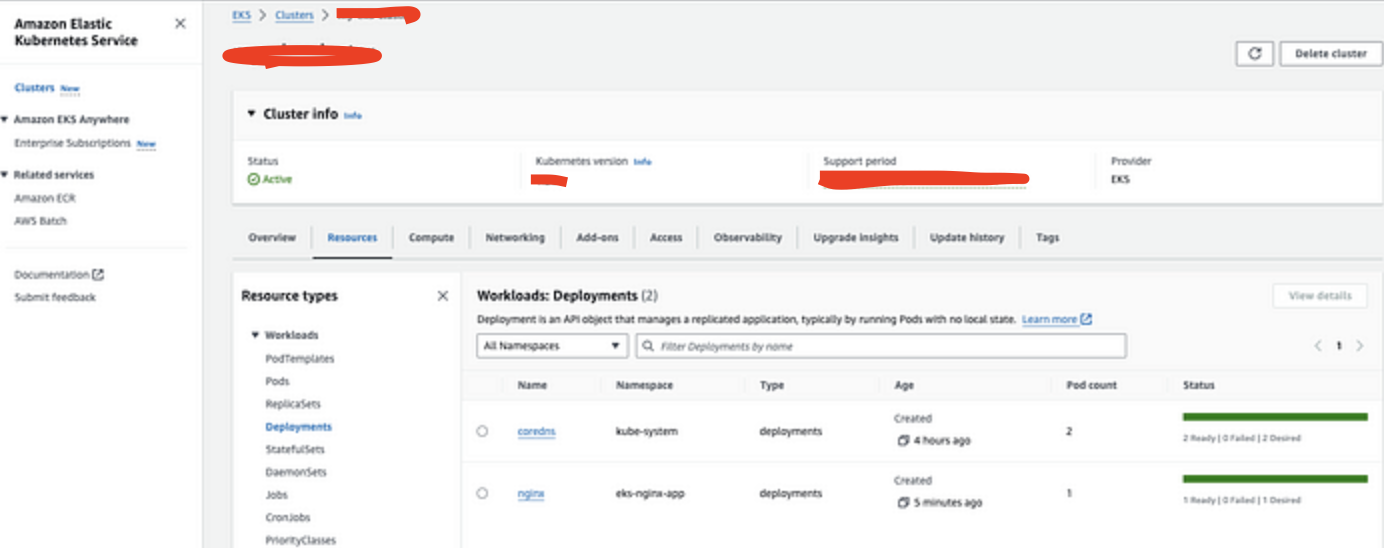 Amazon Elastic
Kubernetes Service
Clusters New
Amazon EKS Anywhere
Enterprise Subscriptions New
Related services
Amazon ECR
AWS Batch
Documentation
Submit feedback
EKS > Clusters >
Delete cluster
Cluster info Info
Status
Active
Kubernetes version Info
Support period
Provider
EKS
Overview | Resources | Compute | Networking | Add-ons | Access | Observability | Upgrade insights | Update history | Tags
Resource types
Workloads
PodTemplates
Pods
ReplicaSets
Deployments
StatefulSets
DaemonSets
Jobs
CronJobs
PriorityClasses
Workloads: Deployments (2)
View details
Deployment is an API object that manages a replicated application, typically by running Pods with no local state. Learn more
All Namespaces
Filter Deployments by name
< 1 >
Name Namespace Type Age Pod count Status
coredns kube-system deployments Created 4 hours ago 2 2 Ready | 0 Failed | 2 Desired
nginx eks-nginx-app deployments Created 5 minutes ago 1 1 Ready | 0 Failed | 1 Desired